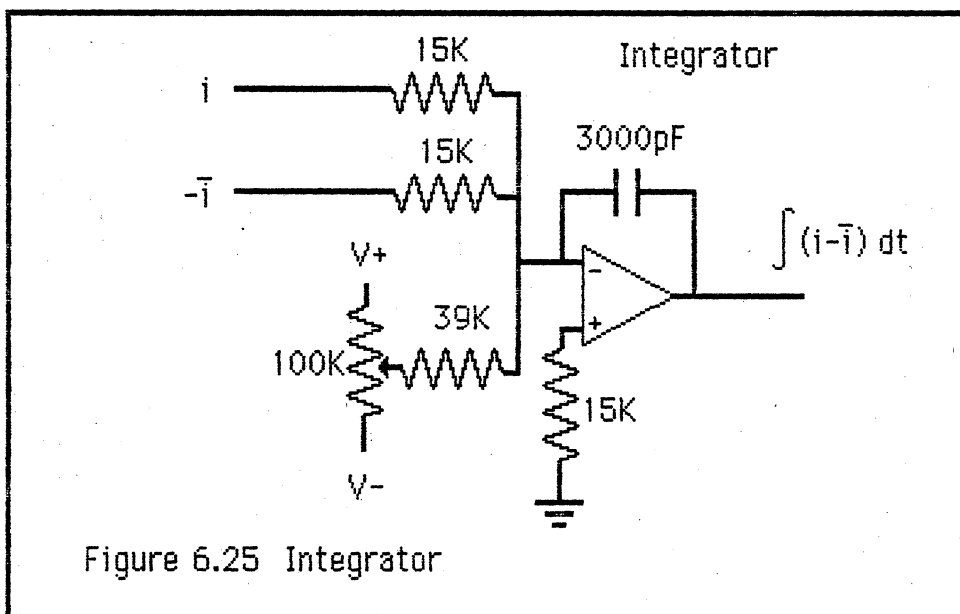 15K
Integrator
i
3000pF
15K
-i̅
∫(i-i̅) dt
V+
-
39K
+
100K
15K
V-
Figure 6.25 Integrator